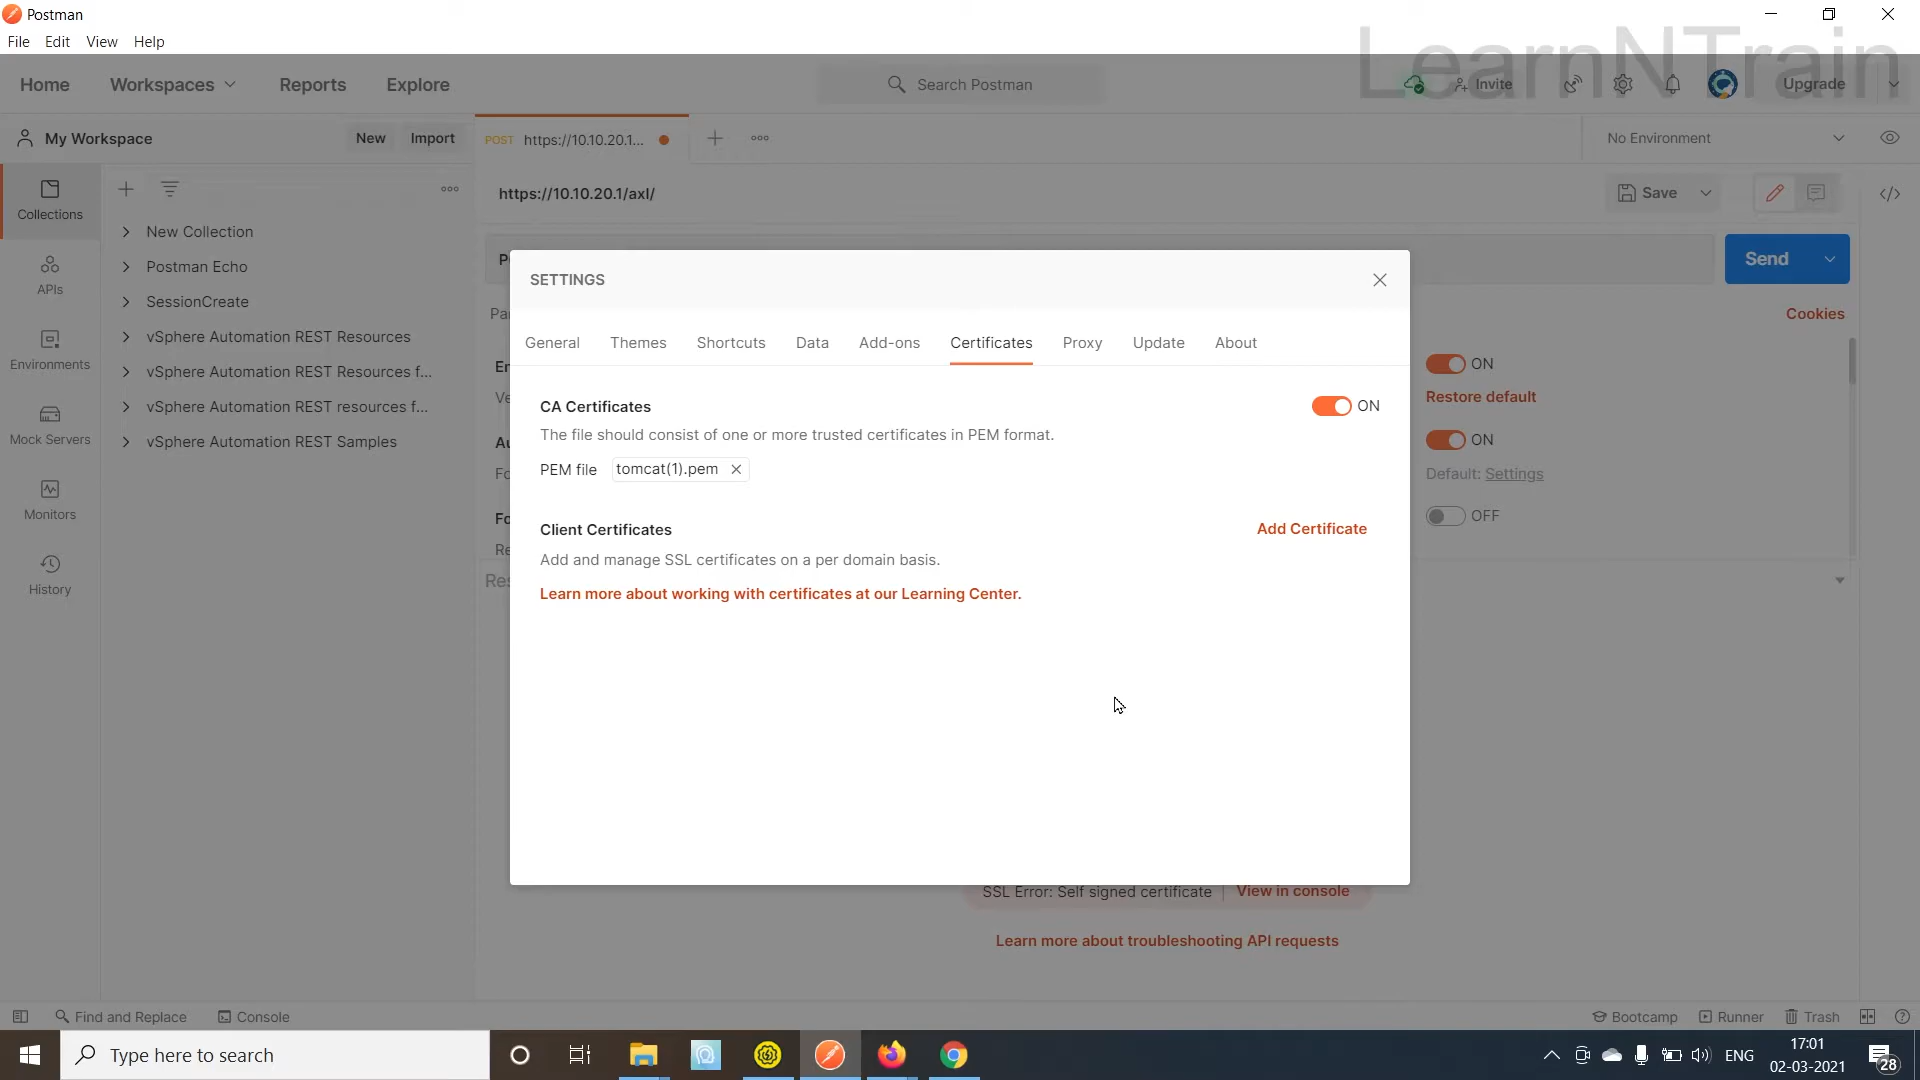 Postman
File Edit View Help
LearnNTrain
Home Workspaces Reports Explore Search Postman Invite Upgrade
My Workspace New Import POST https://10.10.20.1... No Environment
https://10.10.20.1/axl/ Save
Collections
New Collection
Postman Echo
SessionCreate
vSphere Automation REST Resources
vSphere Automation REST Resources f...
vSphere Automation REST resources f...
vSphere Automation REST Samples
APIs
Environments
Mock Servers
Monitors
History
Send
Cookies
ON
Restore default
ON
Default: Settings
OFF
SETTINGS
General Themes Shortcuts Data Add-ons Certificates Proxy Update About
CA Certificates ON
The file should consist of one or more trusted certificates in PEM format.
PEM file tomcat(1).pem
Client Certificates Add Certificate
Add and manage SSL certificates on a per domain basis.
Learn more about working with certificates at our Learning Center.
SSL Error: Self signed certificate View in console
Learn more about troubleshooting API requests
Find and Replace Console Bootcamp Runner Trash
Type here to search ENG 17:01
02-03-2021 28